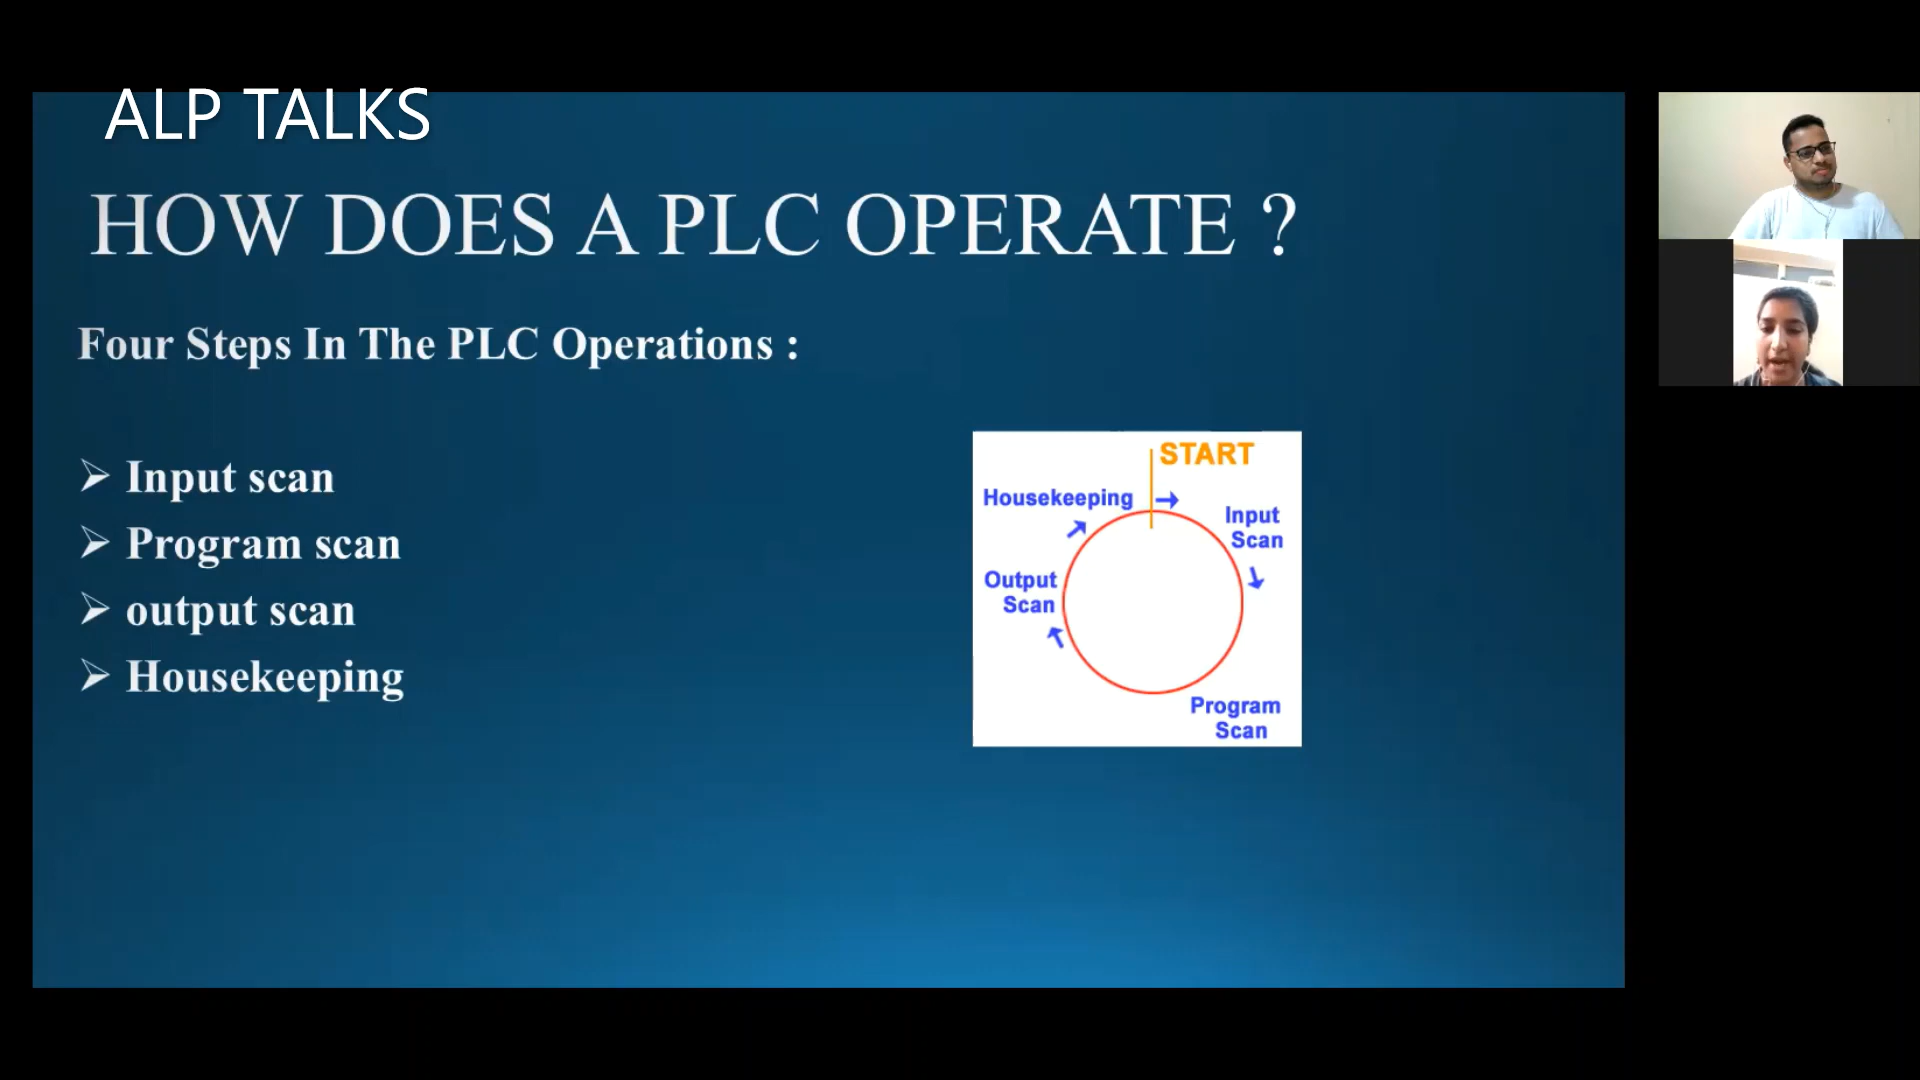 ALP TALKS
HOW DOES A PLC OPERATE ?
Four Steps In The PLC Operations :
Input scan
Program scan
output scan
Housekeeping
START
Housekeeping
Input
Scan
Output
Scan
Program
Scan